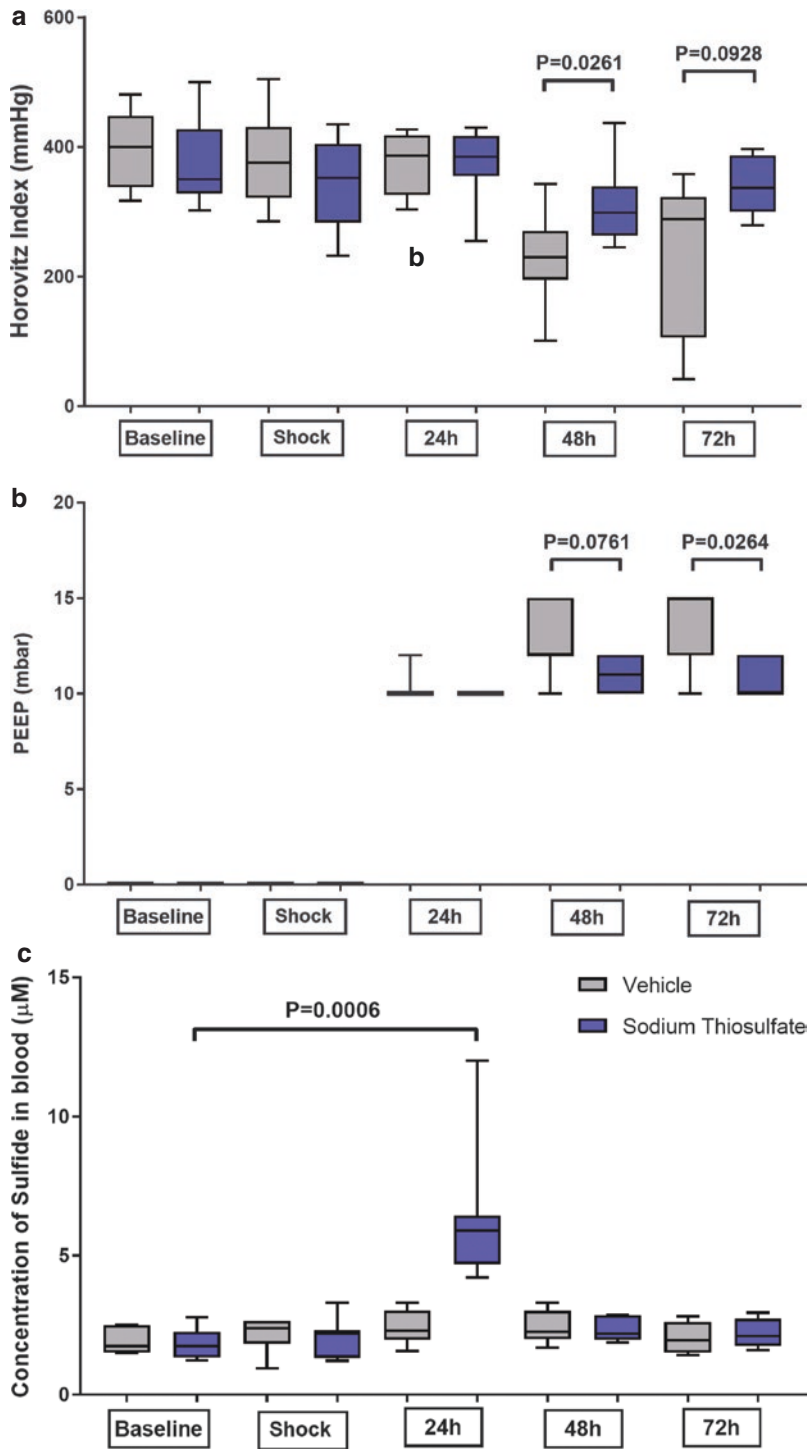 a
600
400
200
0
Horovitz Index (mmHg)
P=0.0261
P=0.0928
b
Baseline
Shock
24h
48h
72h
b
20
15
10
5
0
PEEP (mbar)
P=0.0761
P=0.0264
Baseline
Shock
24h
48h
72h
c
15
10
5
0
Concentration of Sulfide in blood (µM)
P=0.0006
Vehicle
Sodium Thiosulfate
Baseline
Shock
24h
48h
72h